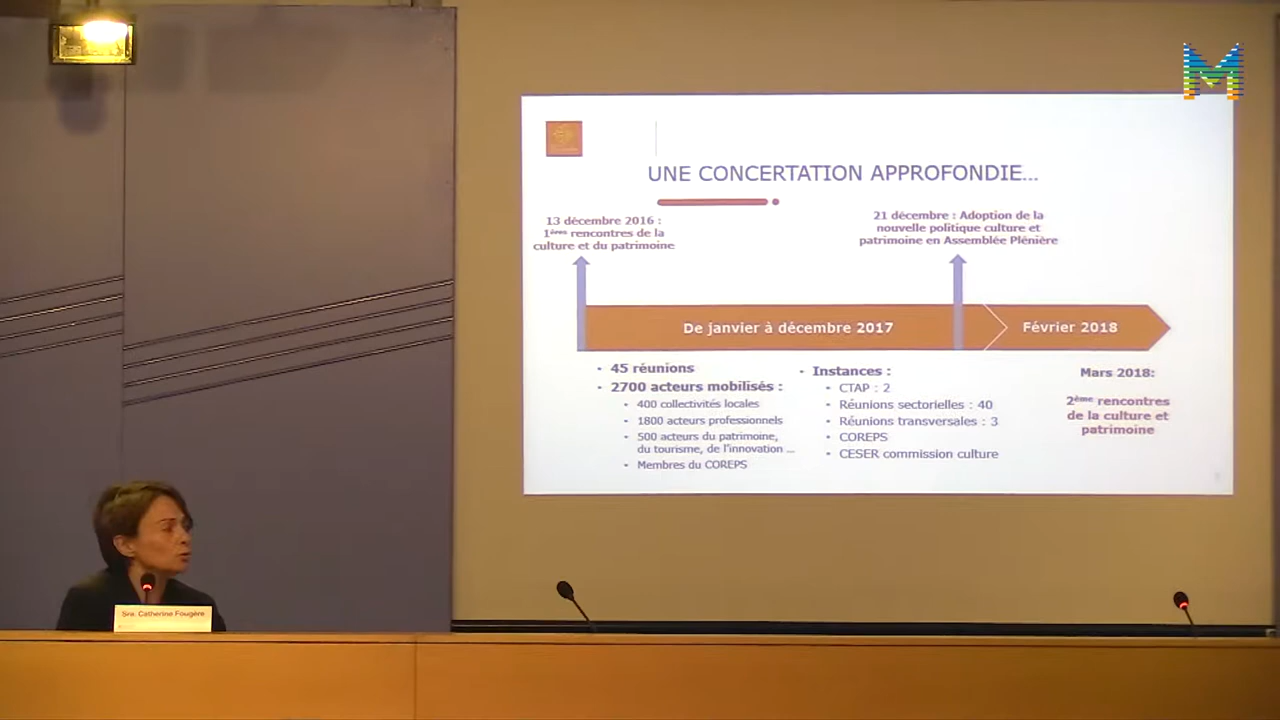 M
UNE CONCERTATION APPROFONDIE...
13 décembre 2016 :
1ères rencontres de la
culture et du patrimoine
21 décembre : Adoption de la
nouvelle politique culture et
patrimoine en Assemblée Plénière
De janvier à décembre 2017
Février 2018
• 45 réunions
• 2700 acteurs mobilisés :
• 400 collectivités locales
• 1800 acteurs professionnels
• 500 acteurs du patrimoine,
du tourisme, de l'innovation ...
• Membres du COREPS
• Instances :
• CTAP : 2
• Réunions sectorielles : 40
• Réunions transversales : 3
• COREPS
• CESER commission culture
Mars 2018:
2ème rencontres
de la culture et
patrimoine
Sra. Catherine Fougère